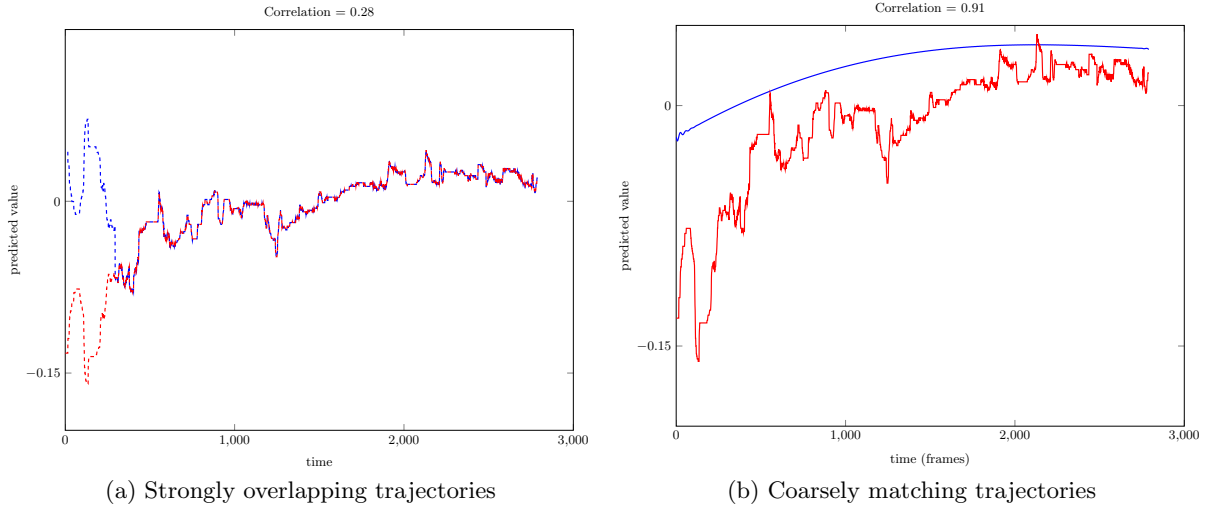 Correlation = 0.28
0
−0.15
predicted value
0
1,000
2,000
3,000
time
(a) Strongly overlapping trajectories
Correlation = 0.91
0
−0.15
predicted value
0
1,000
2,000
3,000
time (frames)
(b) Coarsely matching trajectories